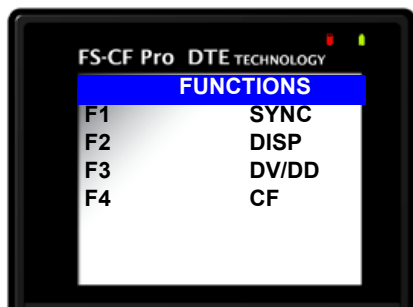 FS-CF Pro DTE TECHNOLOGY
FUNCTIONS
F1 SYNC
F2 DISP
F3 DV/DD
F4 CF